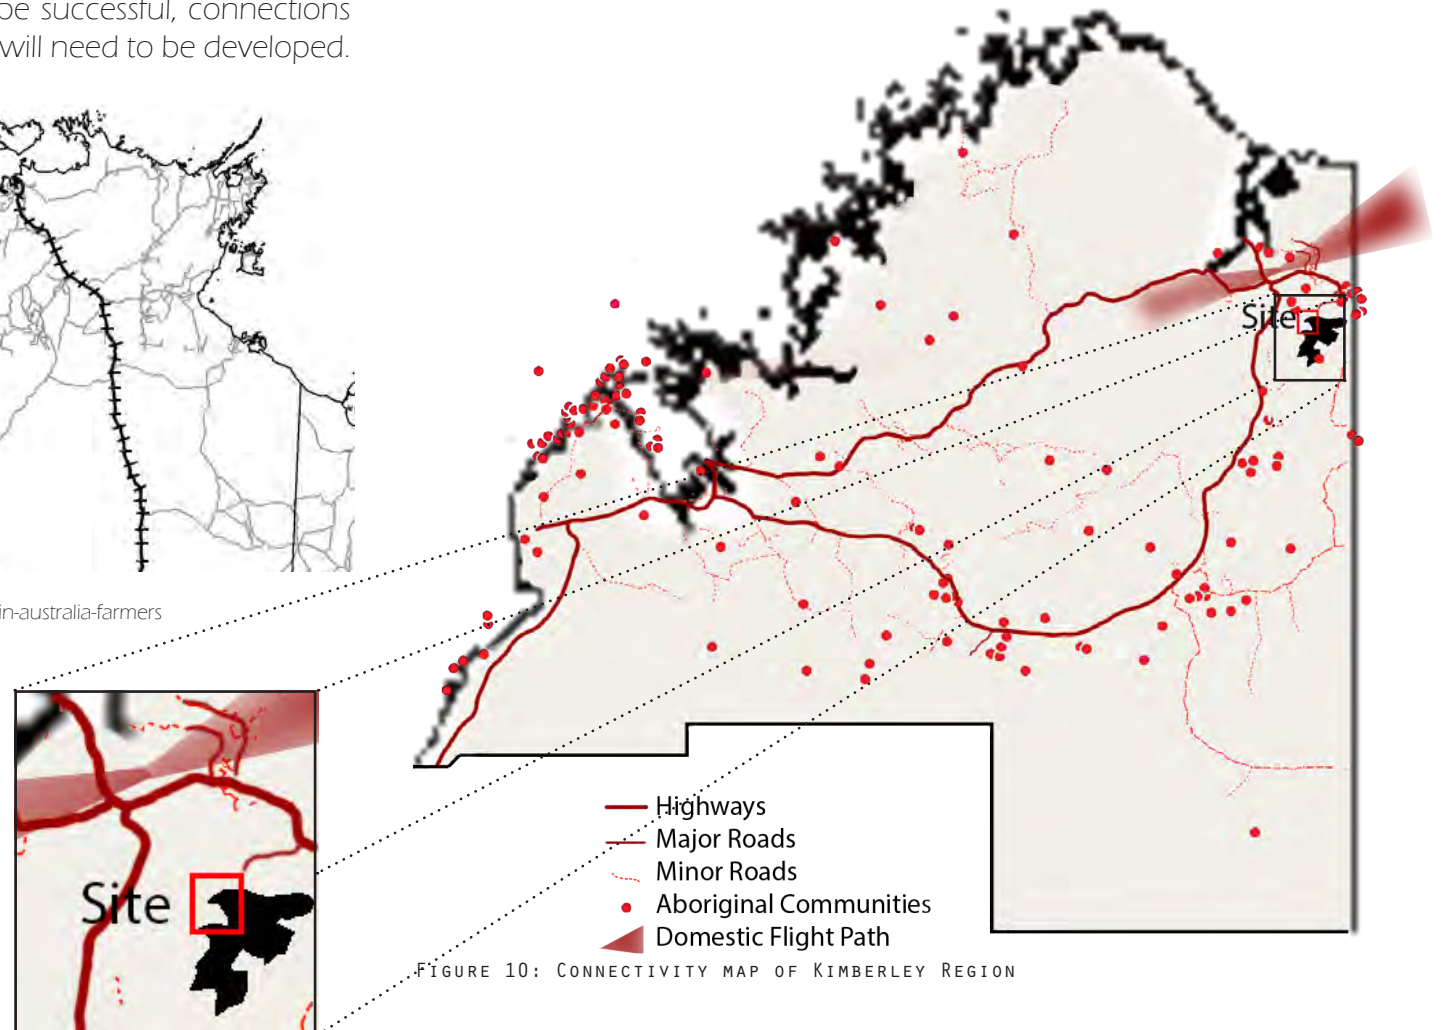 be successful, connections
will need to be developed.
in-australia-farmers
Site
Site
Highways
Major Roads
Minor Roads
Aboriginal Communities
Domestic Flight Path
Figure 10: Connectivity map of Kimberley Region